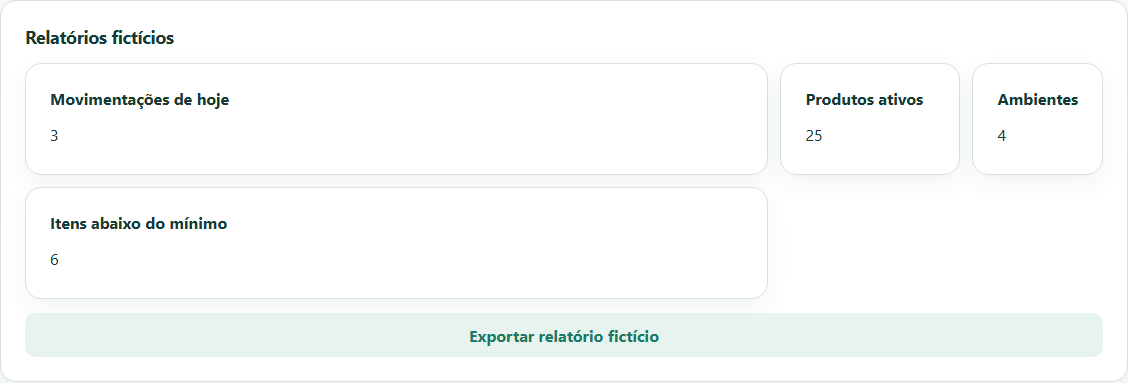 Relatórios fictícios
Movimentações de hoje
3
Produtos ativos
25
Ambientes
4
Itens abaixo do mínimo
6
Exportar relatório fictício